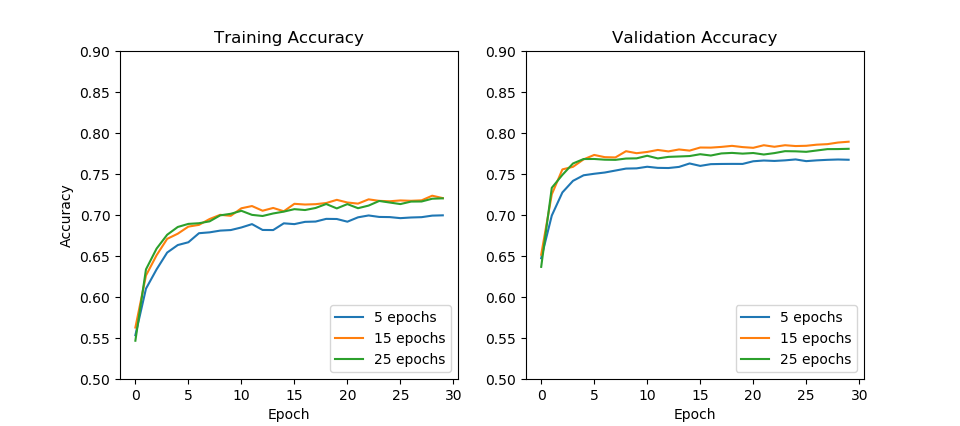 Training Accuracy
Accuracy
0.90
0.85
0.80
0.75
0.70
0.65
0.60
0.55
0.50
0 5 10 15 20 25 30
Epoch
5 epochs
15 epochs
25 epochs
Validation Accuracy
0.90
0.85
0.80
0.75
0.70
0.65
0.60
0.55
0.50
0 5 10 15 20 25 30
Epoch
5 epochs
15 epochs
25 epochs